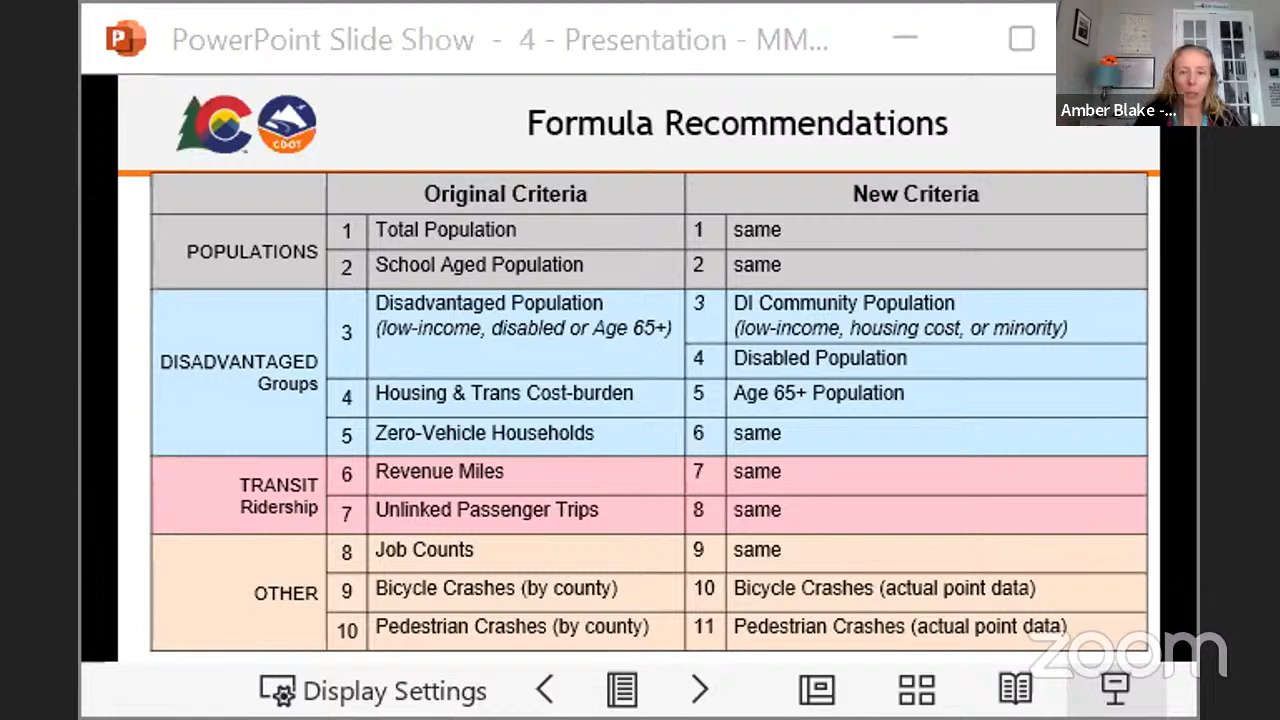 PowerPoint Slide Show - 4 - Presentation - MM...
Amber Blake -...
CDOT
Formula Recommendations
Original Criteria
New Criteria
POPULATIONS
1 Total Population
1 same
2 School Aged Population
2 same
DISADVANTAGED
Groups
3 Disadvantaged Population
(low-income, disabled or Age 65+)
3 DI Community Population
(low-income, housing cost, or minority)
4 Disabled Population
4 Housing & Trans Cost-burden
5 Age 65+ Population
5 Zero-Vehicle Households
6 same
TRANSIT
Ridership
6 Revenue Miles
7 same
7 Unlinked Passenger Trips
8 same
OTHER
8 Job Counts
9 same
9 Bicycle Crashes (by county)
10 Bicycle Crashes (actual point data)
10 Pedestrian Crashes (by county)
11 Pedestrian Crashes (actual point data)
zoom
Display Settings